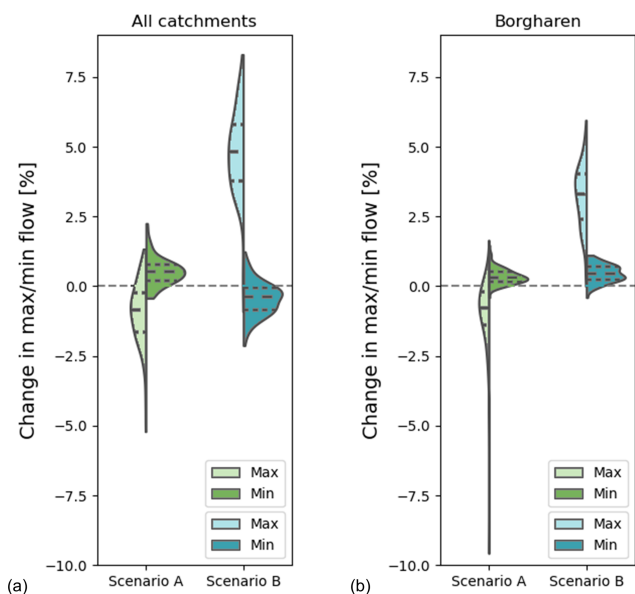 All catchments
Change in max/min flow [%]
7.5
5.0
2.5
0.0
−2.5
−5.0
−7.5
−10.0
Max
Min
Max
Min
Scenario A Scenario B
(a)
Borgharen
Change in max/min flow [%]
7.5
5.0
2.5
0.0
−2.5
−5.0
−7.5
−10.0
Max
Min
Max
Min
Scenario A Scenario B
(b)